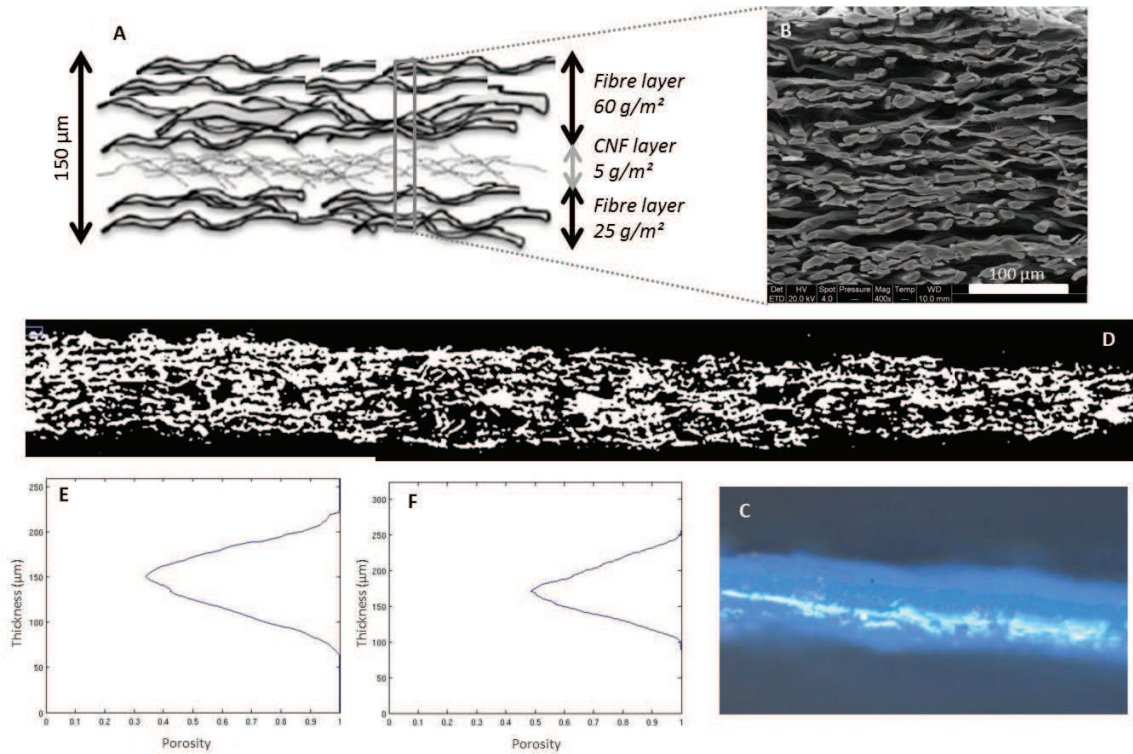 A
150 µm
Fibre layer
60 g/m²
CNF layer
5 g/m²
Fibre layer
25 g/m²
B
100 µm
Det HV Spot Pressure Mag Temp WD
ETD 20.0 kV 4.0 --- 400x --- 10.0 mm
D
E
Thickness (µm)
250
200
150
100
50
0
0 0.1 0.2 0.3 0.4 0.5 0.6 0.7 0.8 0.9 1
Porosity
F
Thickness (µm)
300
250
200
150
100
50
0
0 0.1 0.2 0.3 0.4 0.5 0.6 0.7 0.8 0.9 1
Porosity
C